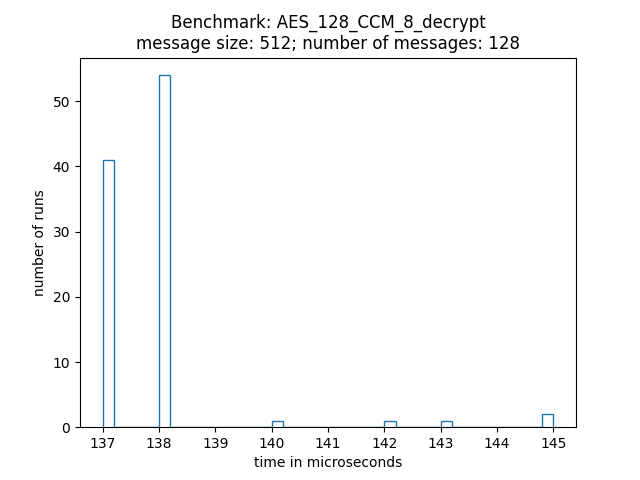 Benchmark: AES_128_CCM_8_decrypt
message size: 512; number of messages: 128
50
40
30
20
10
0
number of runs
137 138 139 140 141 142 143 144 145
time in microseconds